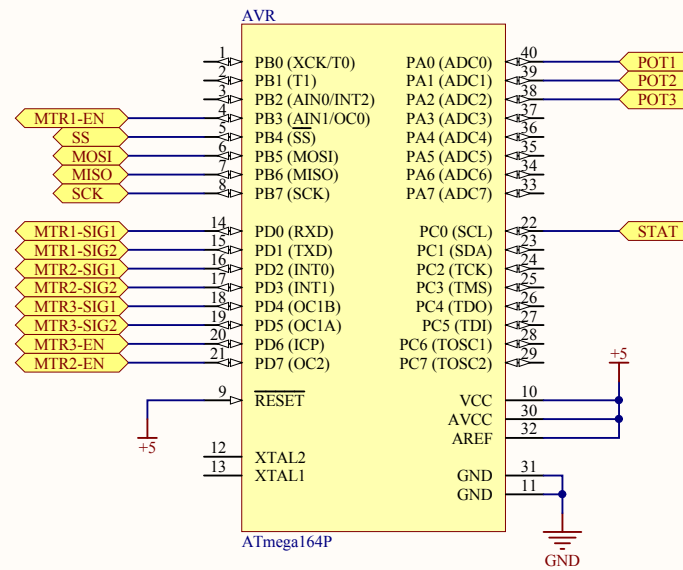 AVR
1 PB0 (XCK/T0) PA0 (ADC0) 40 POT1
2 PB1 (T1) PA1 (ADC1) 39 POT2
3 PB2 (AIN0/INT2) PA2 (ADC2) 38 POT3
MTR1-EN 4 PB3 (AIN1/OC0) PA3 (ADC3) 37
SS 5 PB4 (SS) PA4 (ADC4) 36
MOSI 6 PB5 (MOSI) PA5 (ADC5) 35
MISO 7 PB6 (MISO) PA6 (ADC6) 34
SCK 8 PB7 (SCK) PA7 (ADC7) 33
MTR1-SIG1 14 PD0 (RXD) PC0 (SCL) 22 STAT
MTR1-SIG2 15 PD1 (TXD) PC1 (SDA) 23
MTR2-SIG1 16 PD2 (INT0) PC2 (TCK) 24
MTR2-SIG2 17 PD3 (INT1) PC3 (TMS) 25
MTR3-SIG1 18 PD4 (OC1B) PC4 (TDO) 26
MTR3-SIG2 19 PD5 (OC1A) PC5 (TDI) 27
MTR3-EN 20 PD6 (ICP) PC6 (TOSC1) 28
MTR2-EN 21 PD7 (OC2) PC7 (TOSC2) 29
+5
9 RESET VCC 10
AVCC 30
+5
AREF 32
12 XTAL2
13 XTAL1 GND 31
GND 11
ATmega164P
GND